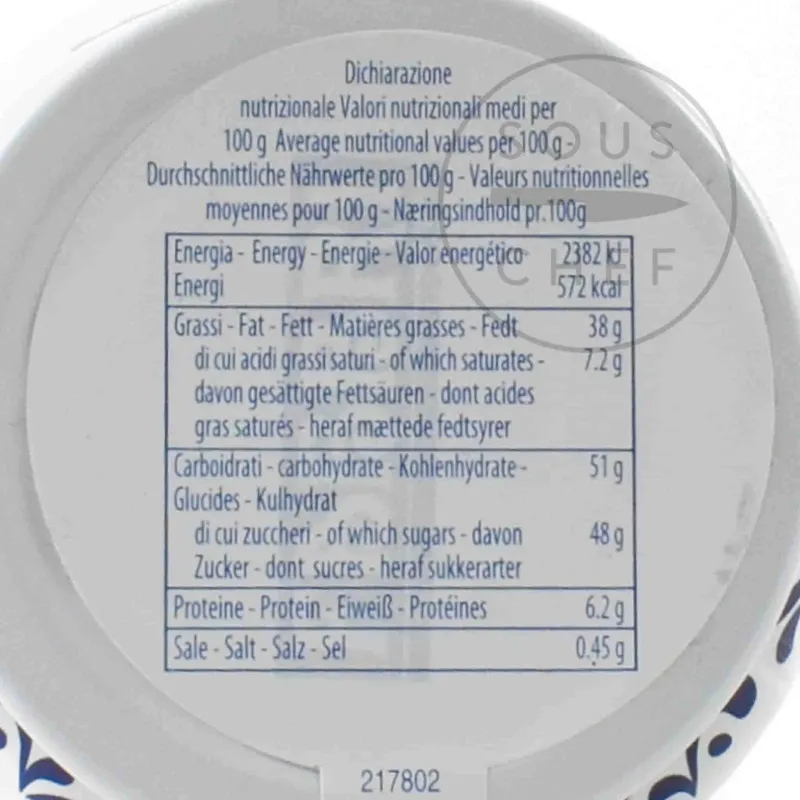 Dichiarazione
nutrizionale Valori nutrizionali medi per
100 g Average nutritional values per 100 g -
Durchschnittliche Nährwerte pro 100 g - Valeurs nutritionnelles
moyennes pour 100 g - Næringsindhold pr.100g
Energia - Energy - Energie - Valor energético 2382 kJ
Energi 572 kcal
Grassi - Fat - Fett - Matières grasses - Fedt 38 g
di cui acidi grassi saturi - of which saturates - 7.2 g
davon gesättigte Fettsäuren - dont acides
gras saturés - heraf mættede fedtsyrer
Carboidrati - carbohydrate - Kohlenhydrate - 51 g
Glucides - Kulhydrat
di cui zuccheri - of which sugars - davon 48 g
Zucker - dont sucres - heraf sukkerarter
Proteine - Protein - Eiweiß - Protéines 6.2 g
Sale - Salt - Salz - Sel 0.45 g
217802
SOUS
CHEF